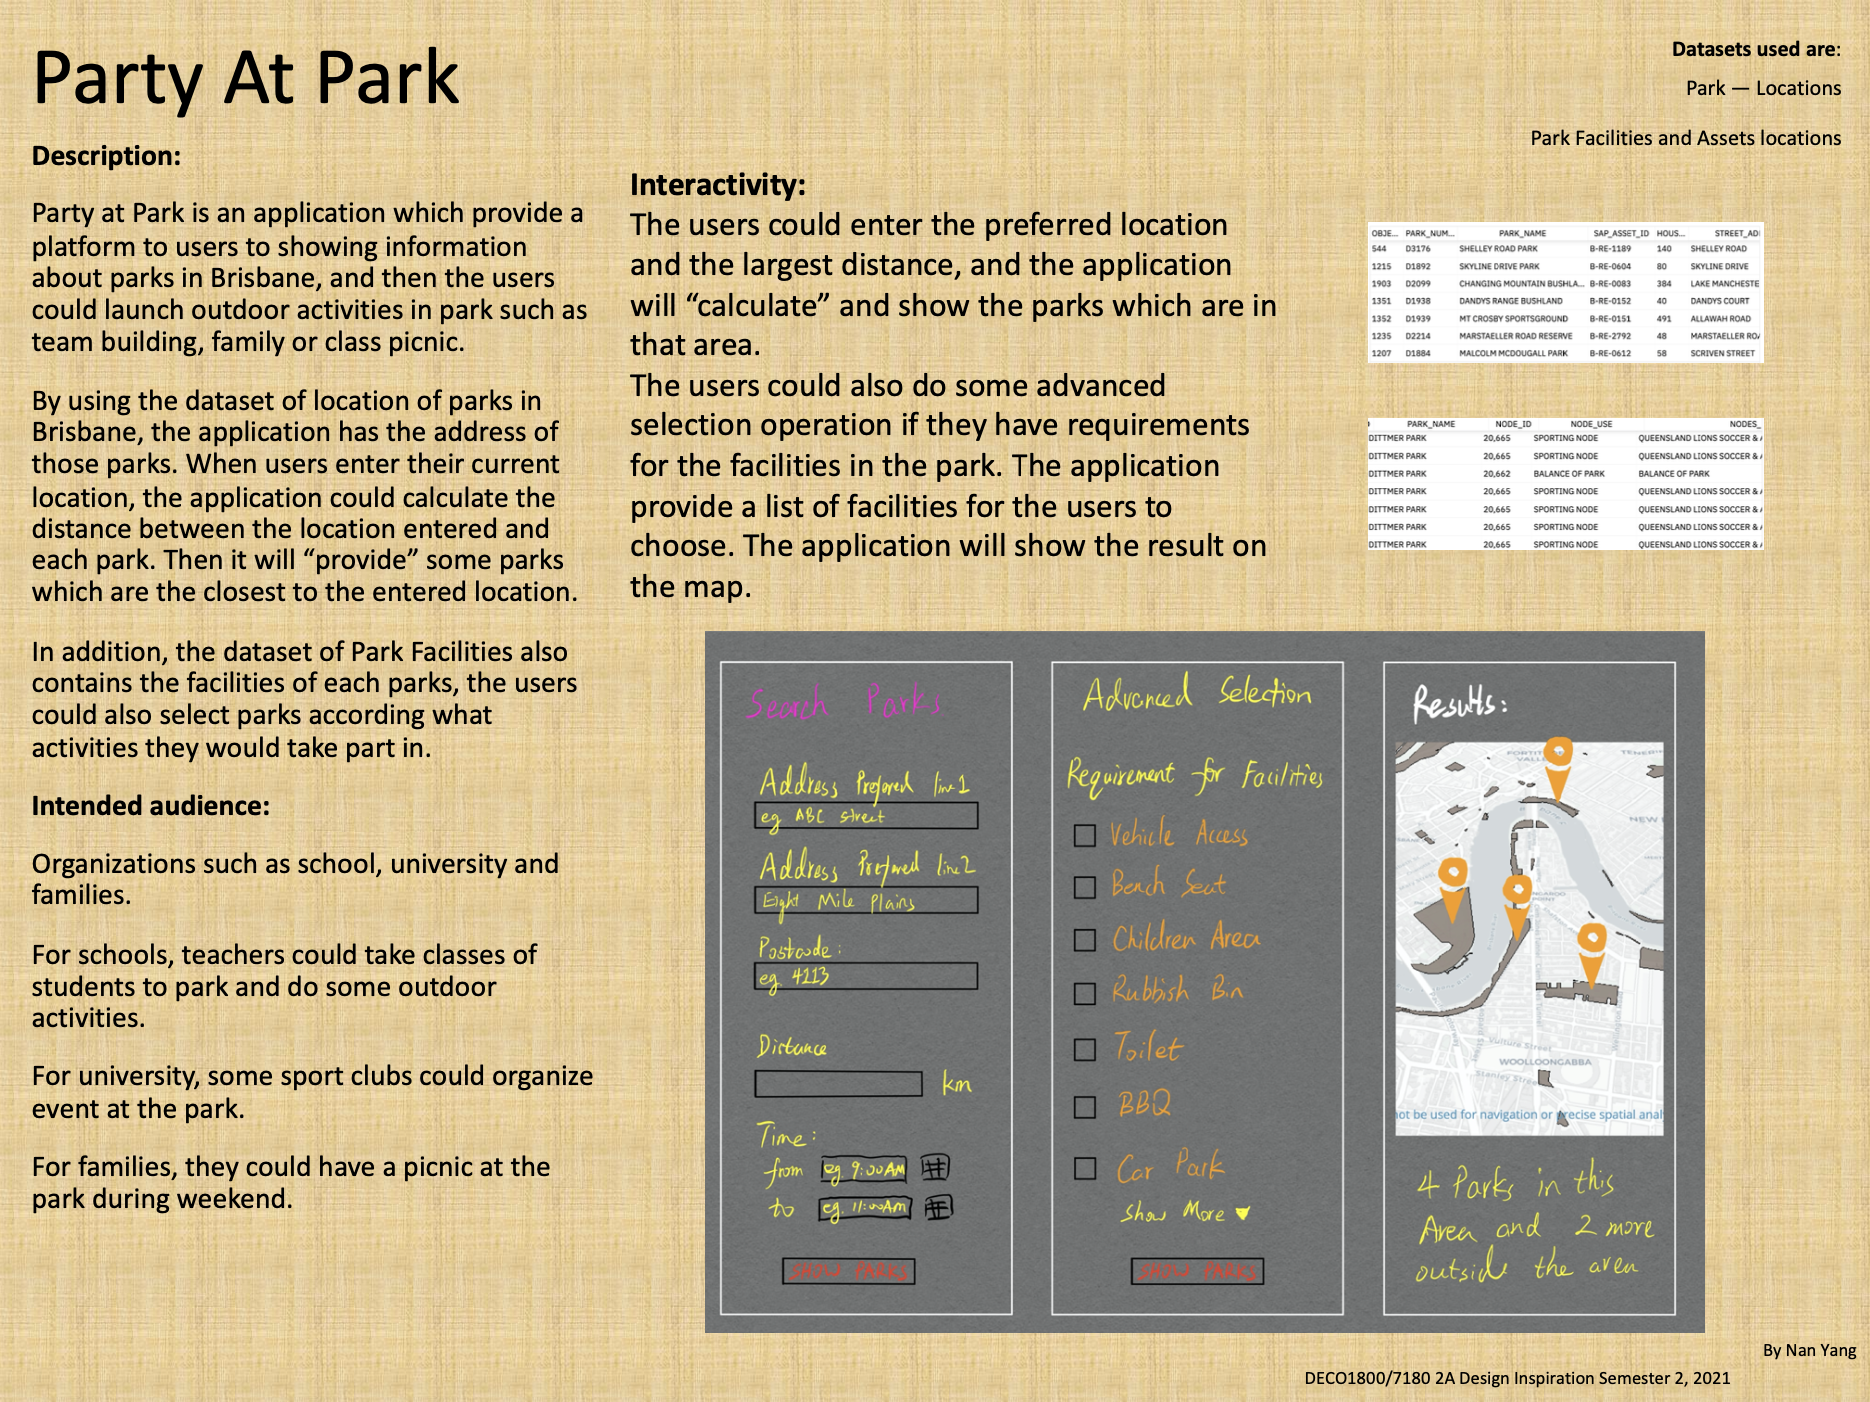 Party At Park
Description:
Party at Park is an application which provide a
platform to users to showing information
about parks in Brisbane, and then the users
could launch outdoor activities in park such as
team building, family or class picnic.
By using the dataset of location of parks in
Brisbane, the application has the address of
those parks. When users enter their current
location, the application could calculate the
distance between the location entered and
each park. Then it will “provide” some parks
which are the closest to the entered location.
In addition, the dataset of Park Facilities also
contains the facilities of each parks, the users
could also select parks according what
activities they would take part in.
Intended audience:
Organizations such as school, university and
families.
For schools, teachers could take classes of
students to park and do some outdoor
activities.
For university, some sport clubs could organize
event at the park.
For families, they could have a picnic at the
park during weekend.
Interactivity:
The users could enter the preferred location
and the largest distance, and the application
will “calculate” and show the parks which are in
that area.
The users could also do some advanced
selection operation if they have requirements
for the facilities in the park. The application
provide a list of facilities for the users to
choose. The application will show the result on
the map.
Datasets used are:
Park — Locations
Park Facilities and Assets locations
OBJE... PARK_NUM... PARK_NAME SAP_ASSET_ID HOUS... STREET_AD
544 D3176 SHELLEY ROAD PARK B-RE-1189 140 SHELLEY ROAD
1215 D1892 SKYLINE DRIVE PARK B-RE-0604 80 SKYLINE DRIVE
1903 D2099 CHANGING MOUNTAIN BUSHLA... B-RE-0083 384 LAKE MANCHESTE
1351 D1938 DANDYS RANGE BUSHLAND B-RE-0152 40 DANDYS COURT
1352 D1939 MT CROSBY SPORTSGROUND B-RE-0151 491 ALLAWAH ROAD
1235 D2214 MARSTAELLER ROAD RESERVE B-RE-2792 48 MARSTAELLER RO
1207 D1884 MALCOLM MCDOUGALL PARK B-RE-0612 58 SCRIVEN STREET
PARK_NAME NODE_ID NODE_USE NODES_
DITTMER PARK 20,665 SPORTING NODE QUEENSLAND LIONS SOCCER &
DITTMER PARK 20,665 SPORTING NODE QUEENSLAND LIONS SOCCER &
DITTMER PARK 20,662 BALANCE OF PARK BALANCE OF PARK
DITTMER PARK 20,665 SPORTING NODE QUEENSLAND LIONS SOCCER &
DITTMER PARK 20,665 SPORTING NODE QUEENSLAND LIONS SOCCER &
DITTMER PARK 20,665 SPORTING NODE QUEENSLAND LIONS SOCCER &
DITTMER PARK 20,665 SPORTING NODE QUEENSLAND LIONS SOCCER &
Search Parks
Address Prefered line1
eg ABC street
Address Prefered line2
Eight Mile Plains
Postcode:
eg. 4113
Distance
km
Time:
from eg. 9:00AM
to eg. 11:00AM
SHOW PARKS
Advanced Selection
Requirement for Facilities
Vehicle Access
Bench Seat
Children Area
Rubbish Bin
Toilet
BBQ
Car Park
Show More
SHOW PARKS
Results:
FORTIT
VALLEY
TENERI
NEW
POINT
Vulture Street
WOOLLOONGABBA
Stanley Street
not be used for navigation or precise spatial anal
4 Parks in this
Area and 2 more
outside the area
By Nan Yang
DECO1800/7180 2A Design Inspiration Semester 2, 2021